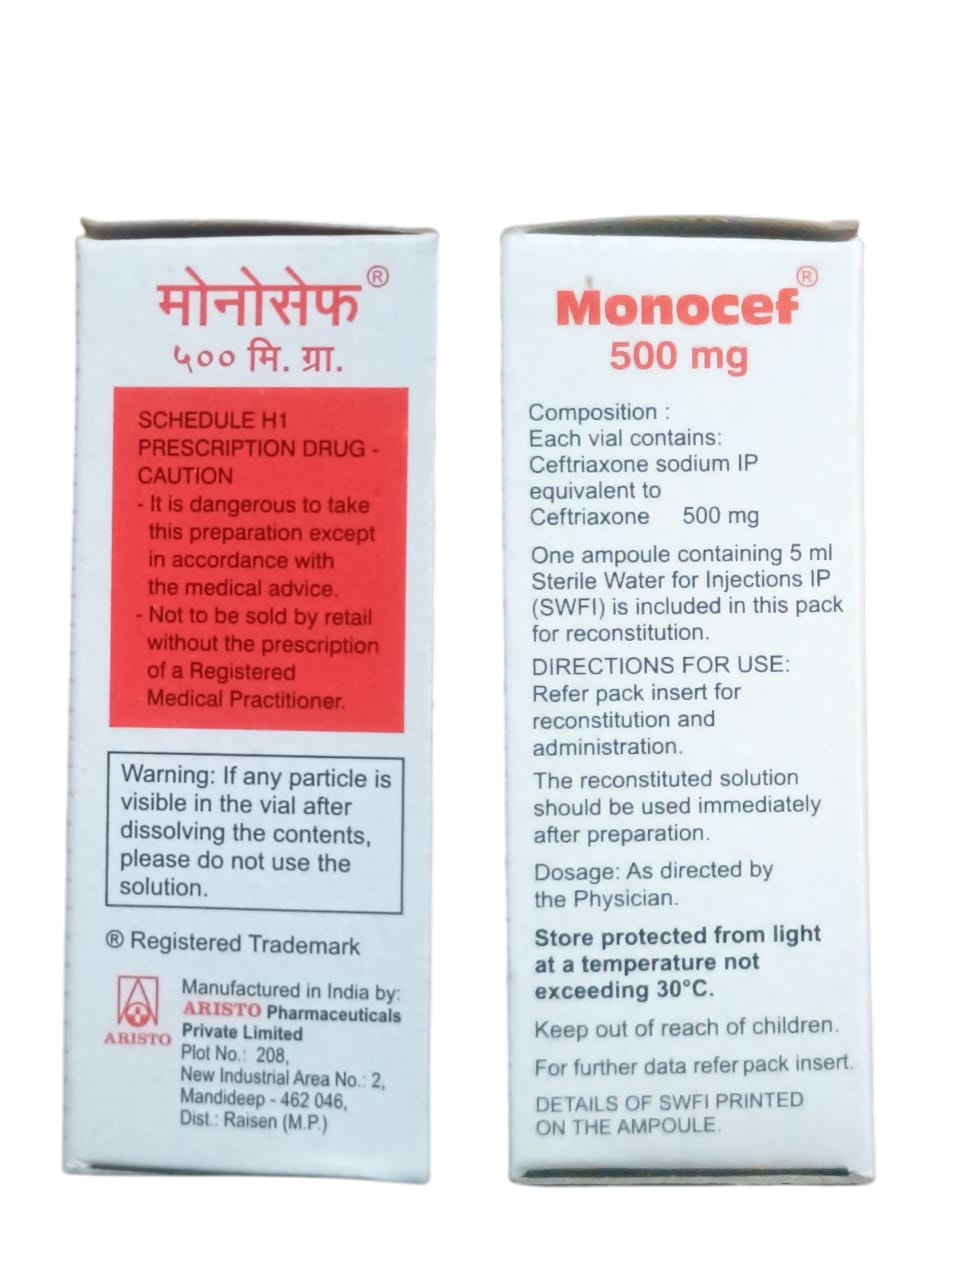 मोनोसेफ®
५०० मि. ग्रा.
SCHEDULE H1
PRESCRIPTION DRUG -
CAUTION
- It is dangerous to take
this preparation except
in accordance with
the medical advice.
- Not to be sold by retail
without the prescription
of a Registered
Medical Practitioner.
Warning: If any particle is
visible in the vial after
dissolving the contents,
please do not use the
solution.
® Registered Trademark
ARISTO
Manufactured in India by:
ARISTO Pharmaceuticals
Private Limited
Plot No.: 208,
New Industrial Area No.: 2,
Mandideep - 462 046,
Dist.: Raisen (M.P.)
Monocef®
500 mg
Composition :
Each vial contains:
Ceftriaxone sodium IP
equivalent to
Ceftriaxone 500 mg
One ampoule containing 5 ml
Sterile Water for Injections IP
(SWFI) is included in this pack
for reconstitution.
DIRECTIONS FOR USE:
Refer pack insert for
reconstitution and
administration.
The reconstituted solution
should be used immediately
after preparation.
Dosage: As directed by
the Physician.
Store protected from light
at a temperature not
exceeding 30°C.
Keep out of reach of children.
For further data refer pack insert.
DETAILS OF SWFI PRINTED
ON THE AMPOULE.